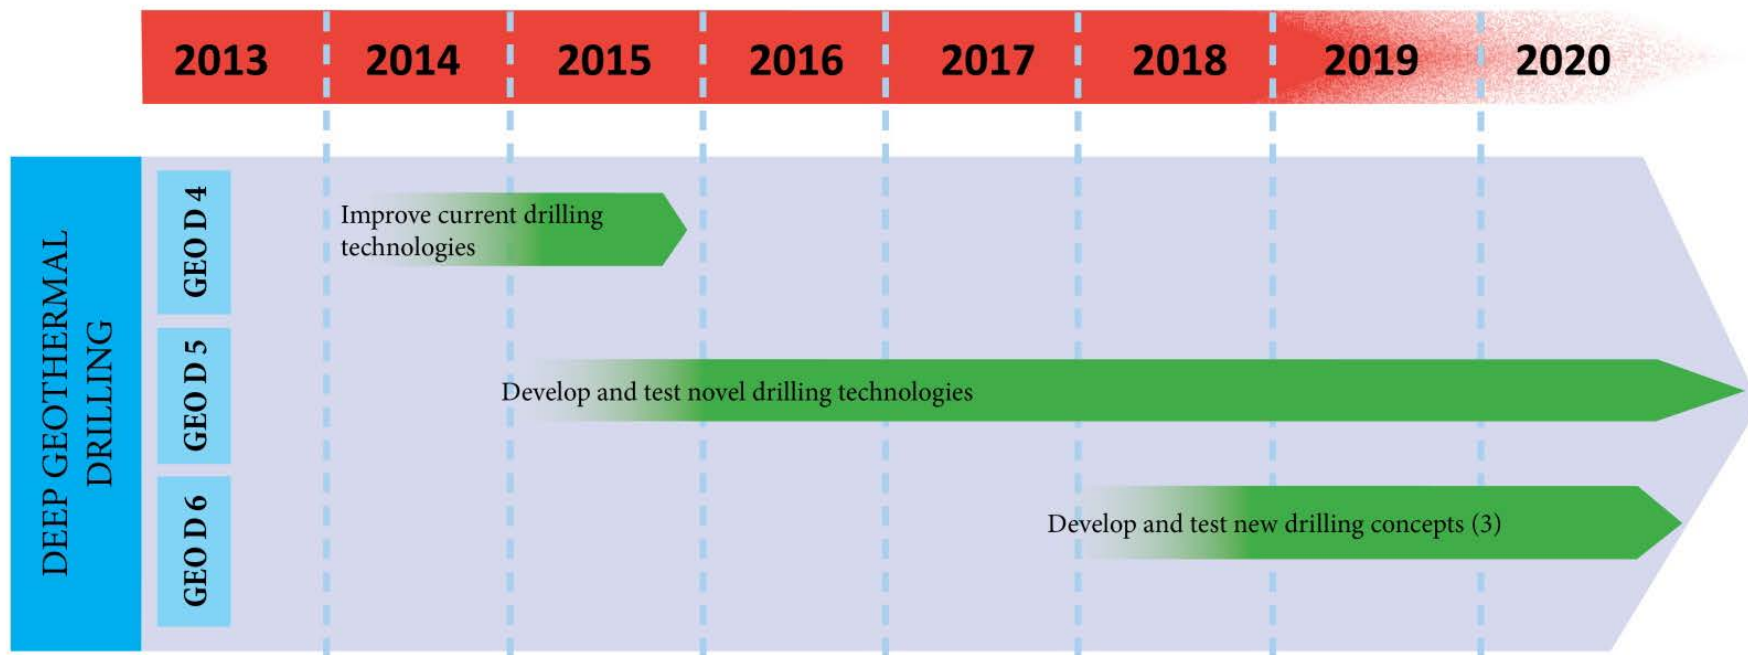 2013 2014 2015 2016 2017 2018 2019 2020
DEEP GEOTHERMAL
DRILLING
GEO D 4
Improve current drilling
technologies
GEO D 5
Develop and test novel drilling technologies
GEO D 6
Develop and test new drilling concepts (3)